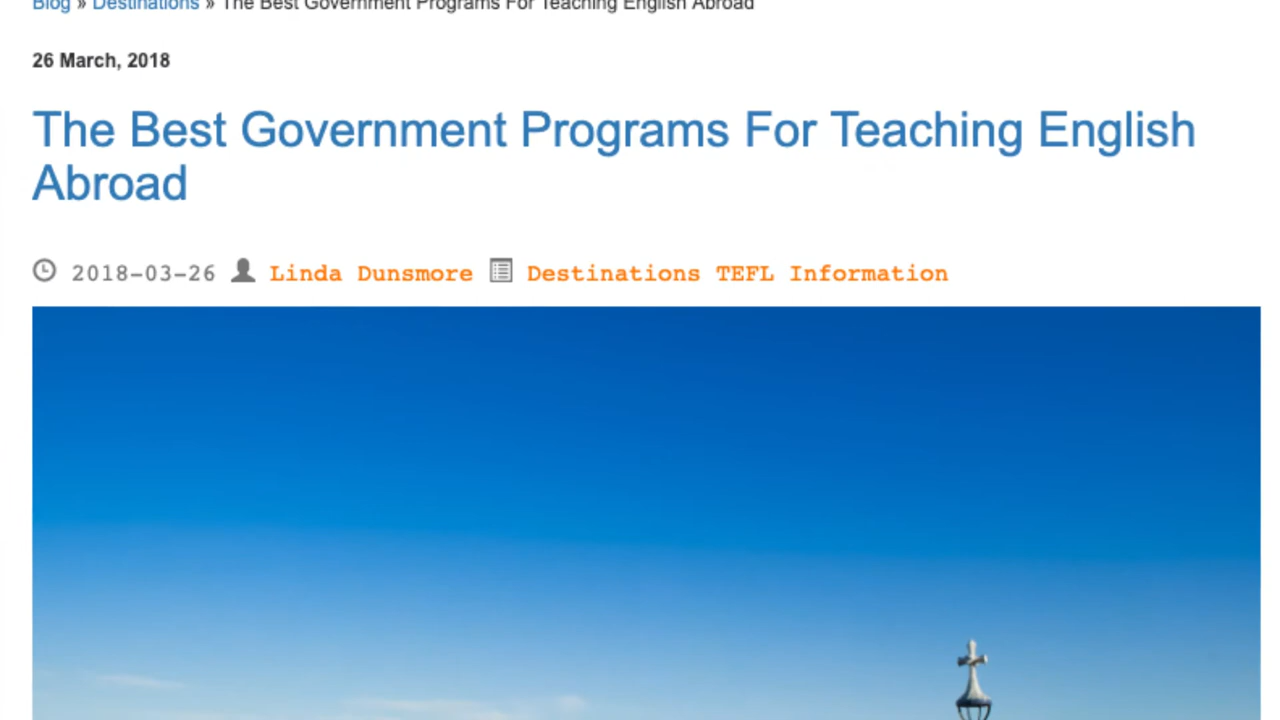 Blog » Destinations » The Best Government Programs For Teaching English Abroad
26 March, 2018
The Best Government Programs For Teaching English
Abroad
2018-03-26 Linda Dunsmore Destinations TEFL Information